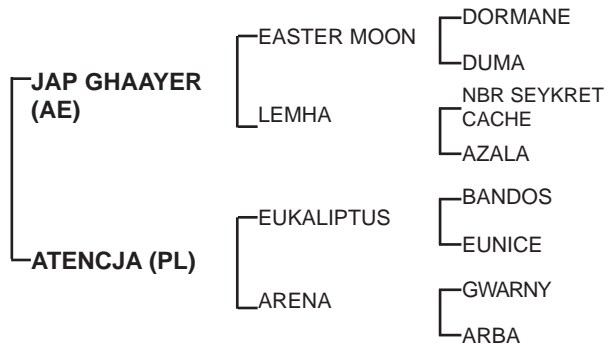 DORMANE
EASTER MOON
DUMA
JAP GHAAYER
(AE)
NBR SEYKRET
CACHE
LEMHA
AZALA
BANDOS
EUKALIPTUS
EUNICE
ATENCJA (PL)
GWARNY
ARENA
ARBA